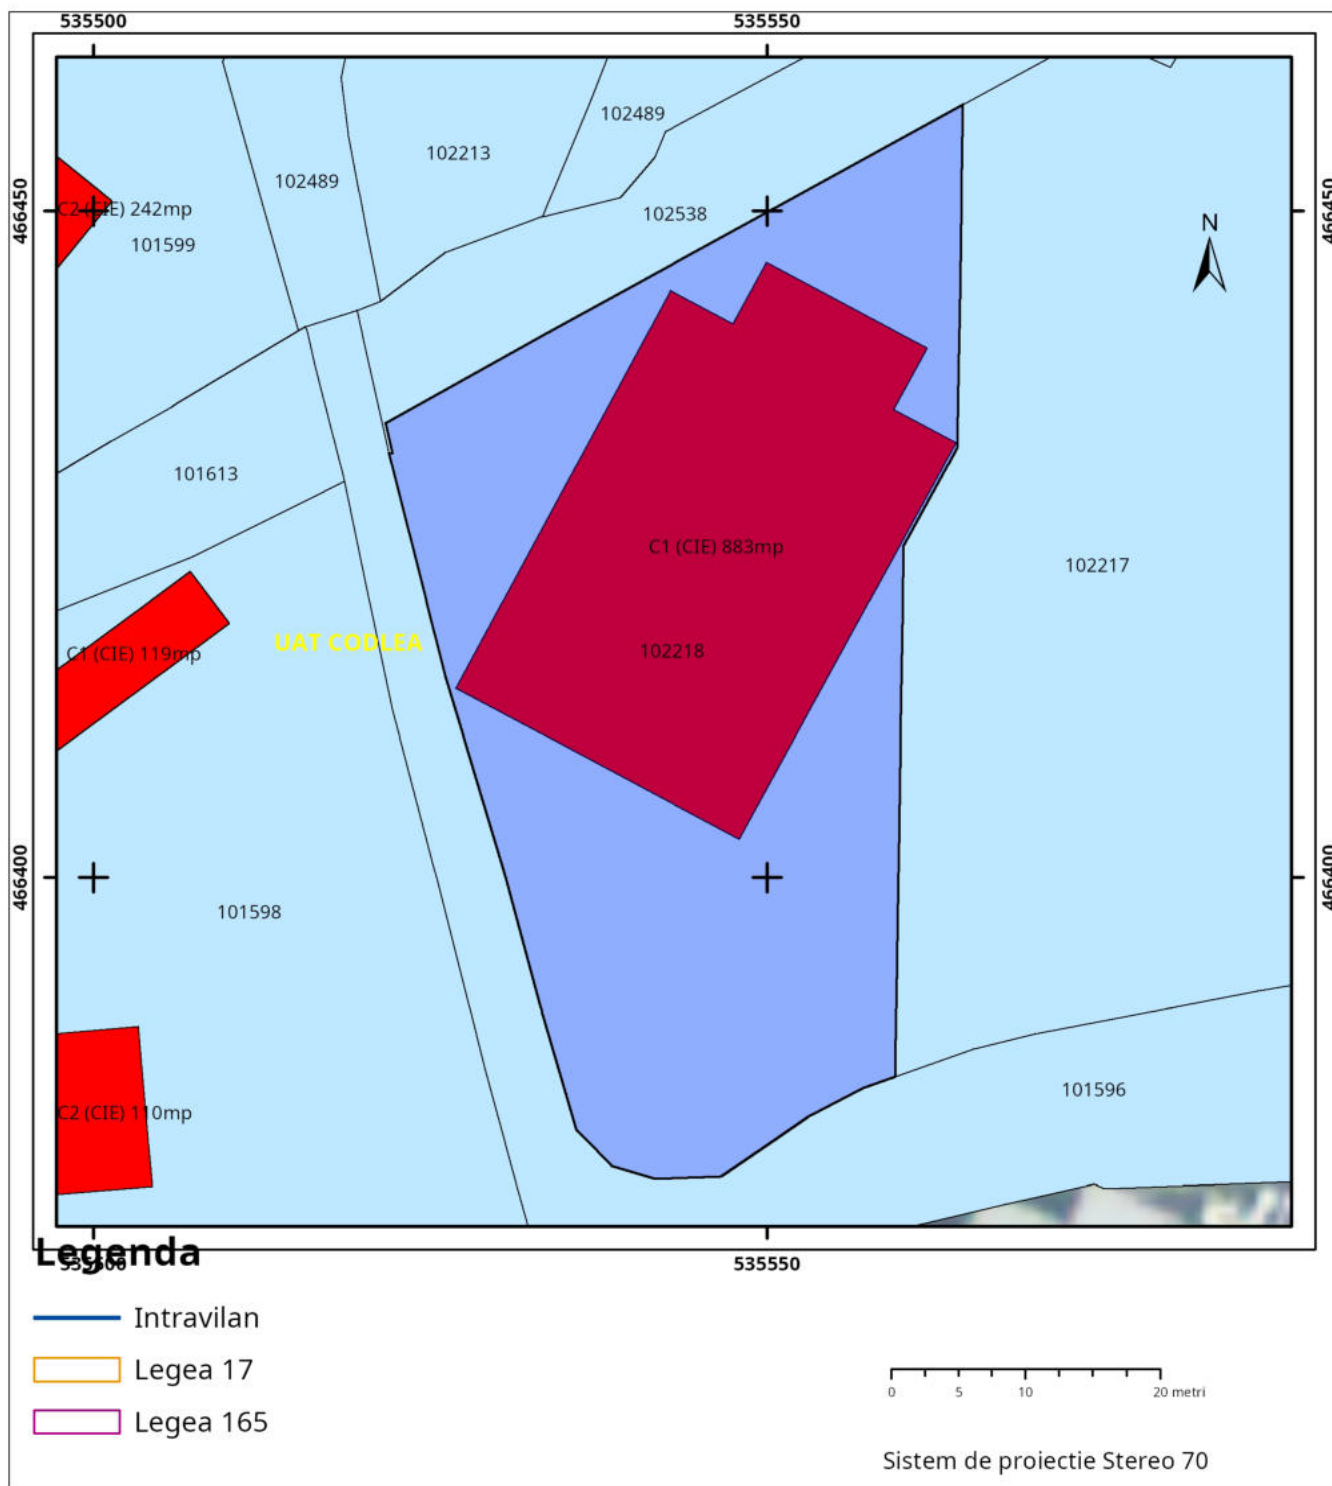 535500
535550
102489
102213
102489
C2 (CIE) 242mp
102538
101599
466450
466450
N
101613
C1 (CIE) 883mp
102217
UAT CODLEA
C1 (CIE) 119mp
102218
466400
466400
101598
101596
C2 (CIE) 110mp
Legenda
535500
535550
Intravilan
Legea 17
Legea 165
0 5 10 20 metri
Sistem de proiectie Stereo 70